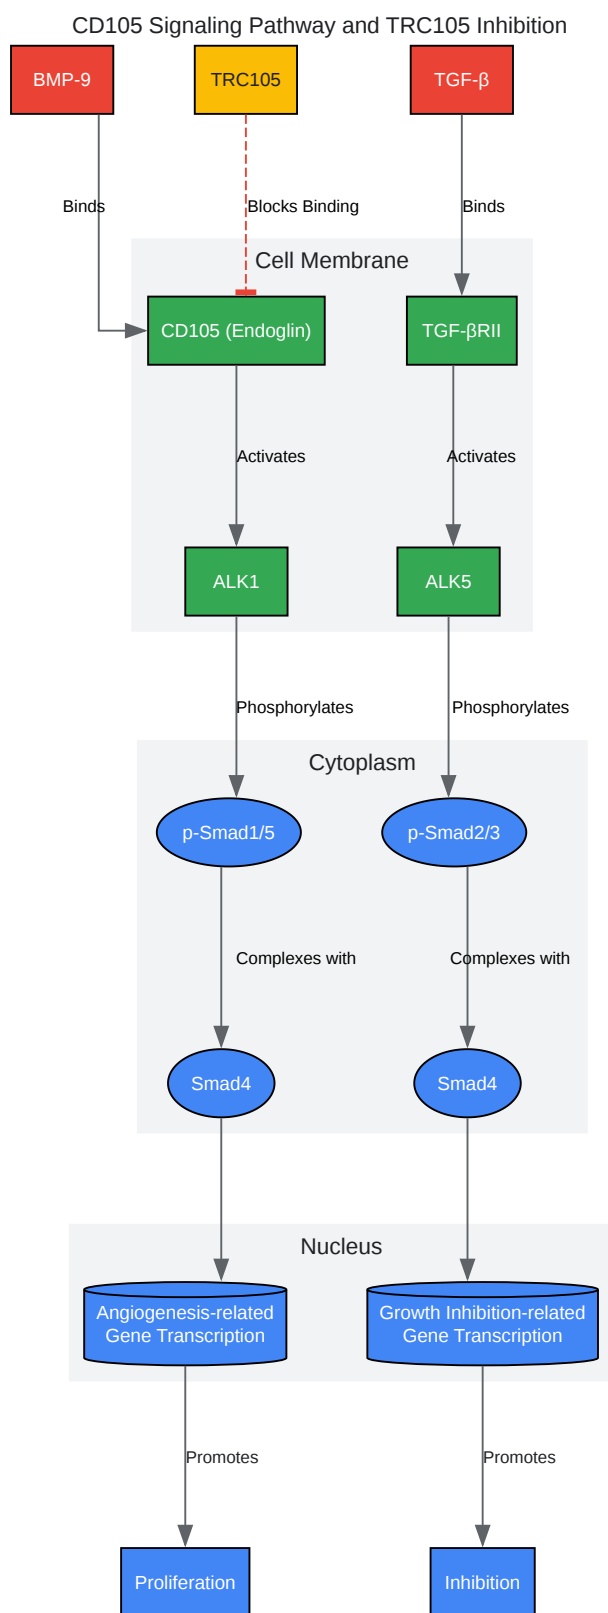 CD105 Signaling Pathway and TRC105 Inhibition
BMP-9
TRC105
TGF-β
Binds
Blocks Binding
Binds
Cell Membrane
CD105 (Endoglin)
TGF-βRII
Activates
Activates
ALK1
ALK5
Phosphorylates
Phosphorylates
Cytoplasm
p-Smad1/5
p-Smad2/3
Complexes with
Complexes with
Smad4
Smad4
Nucleus
Angiogenesis-related
Gene Transcription
Growth Inhibition-related
Gene Transcription
Promotes
Promotes
Proliferation
Inhibition